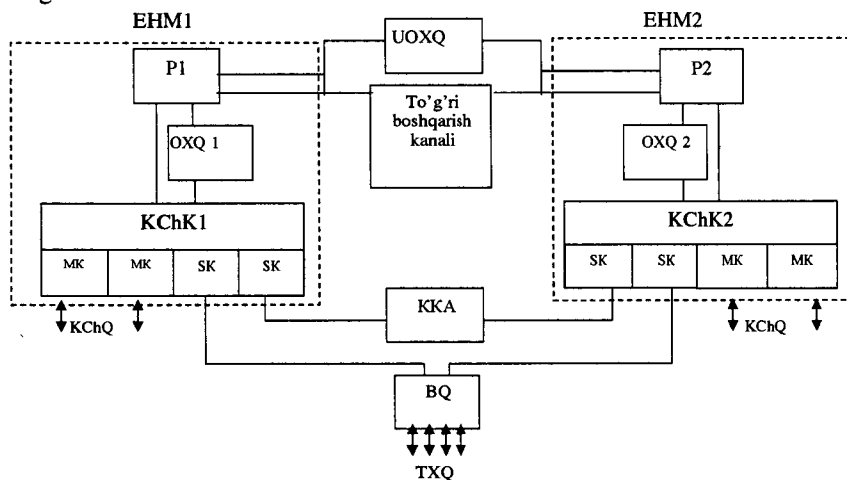 EHM1
EHM2
UOXQ
P1
P2
To'g'ri
boshqarish
kanali
OXQ 1
OXQ 2
KChK1
KChK2
MK
MK
SK
SK
SK
SK
MK
MK
KChQ
KKA
KChQ
BQ
TXQ